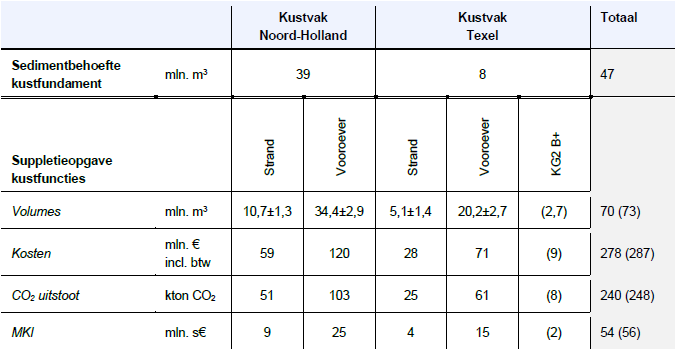 Kustvak Noord-Holland Kustvak Texel Totaal
Sedimentbehoefte kustfundament mln. m³ 39 8 47
Suppletieopgave kustfuncties Strand Vooroever Strand Vooroever KG2 B+
Volumes mln. m³ 10,7±1,3 34,4±2,9 5,1±1,4 20,2±2,7 (2,7) 70 (73)
Kosten mln. € incl. btw 59 120 28 71 (9) 278 (287)
CO₂ uitstoot kton CO₂ 51 103 25 61 (8) 240 (248)
MKI mln. s€ 9 25 4 15 (2) 54 (56)